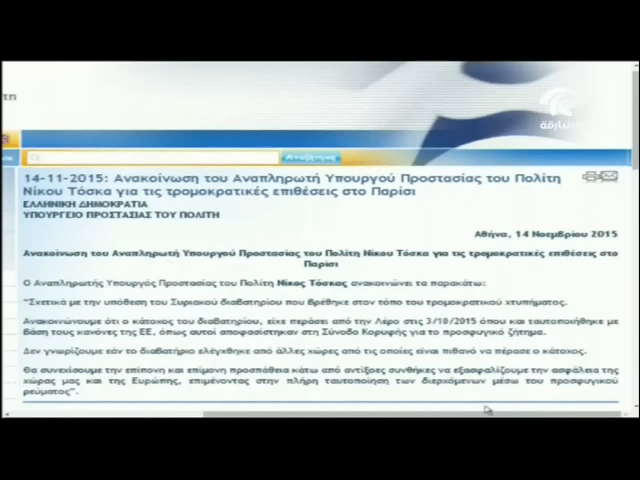 الشارقة
τη
Αναζήτηση
14-11-2015: Ανακοίνωση του Αναπληρωτή Υπουργού Προστασίας του Πολίτη
Νίκου Τόσκα για τις τρομοκρατικές επιθέσεις στο Παρίσι
ΕΛΛΗΝΙΚΗ ΔΗΜΟΚΡΑΤΙΑ
ΥΠΟΥΡΓΕΙΟ ΠΡΟΣΤΑΣΙΑΣ ΤΟΥ ΠΟΛΙΤΗ
Αθήνα, 14 Νοεμβρίου 2015
Ανακοίνωση του Αναπληρωτή Υπουργού Προστασίας του Πολίτη Νίκου Τόσκα για τις τρομοκρατικές επιθέσεις στο
Παρίσι
Ο Αναπληρωτής Υπουργός Προστασίας του Πολίτη Νίκος Τόσκας ανακοινώνει τα παρακάτω:
"Σχετικά με την υπόθεση του Συριακού διαβατηρίου που βρέθηκε στον τόπο του τρομοκρατικού χτυπήματος.
Ανακοινώνουμε ότι ο κάτοχος του διαβατηρίου, είχε περάσει από την Λέρο στις 3/10/2015 όπου και ταυτοποιήθηκε με
βάση τους κανόνες της ΕΕ, όπως αυτοί αποφασίστηκαν στη Σύνοδο Κορυφής για το προσφυγικό ζήτημα.
Δεν γνωρίζουμε εάν το διαβατήριο ελέγχθηκε από άλλες χώρες από τις οποίες είναι πιθανό να πέρασε ο κάτοχος.
Θα συνεχίσουμε την επίπονη και επίμονη προσπάθεια κάτω από αντίξοες συνθήκες να εξασφαλίζουμε την ασφάλεια της
χώρας μας και της Ευρώπης, επιμένοντας στην πλήρη ταυτοποίηση των διερχόμενων μέσω του προσφυγικού
ρεύματος".